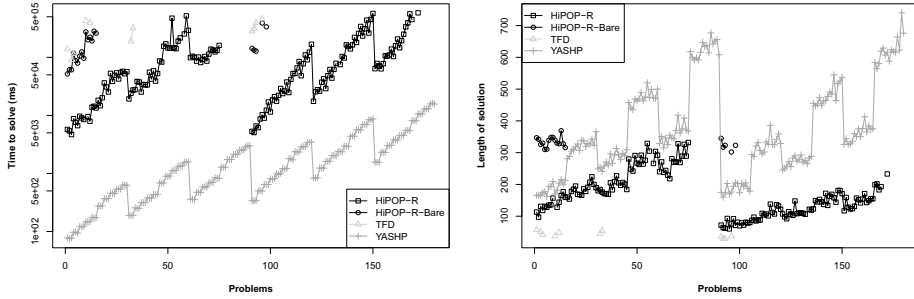 Time to solve (ms)
5e+05
5e+04
5e+03
5e+02
1e+02
0
50
100
150
Problems
HiPOP-R
HiPOP-R-Bare
TFD
YASHP
Length of solution
700
600
500
400
300
200
100
0
50
100
150
Problems
HiPOP-R
HiPOP-R-Bare
TFD
YASHP